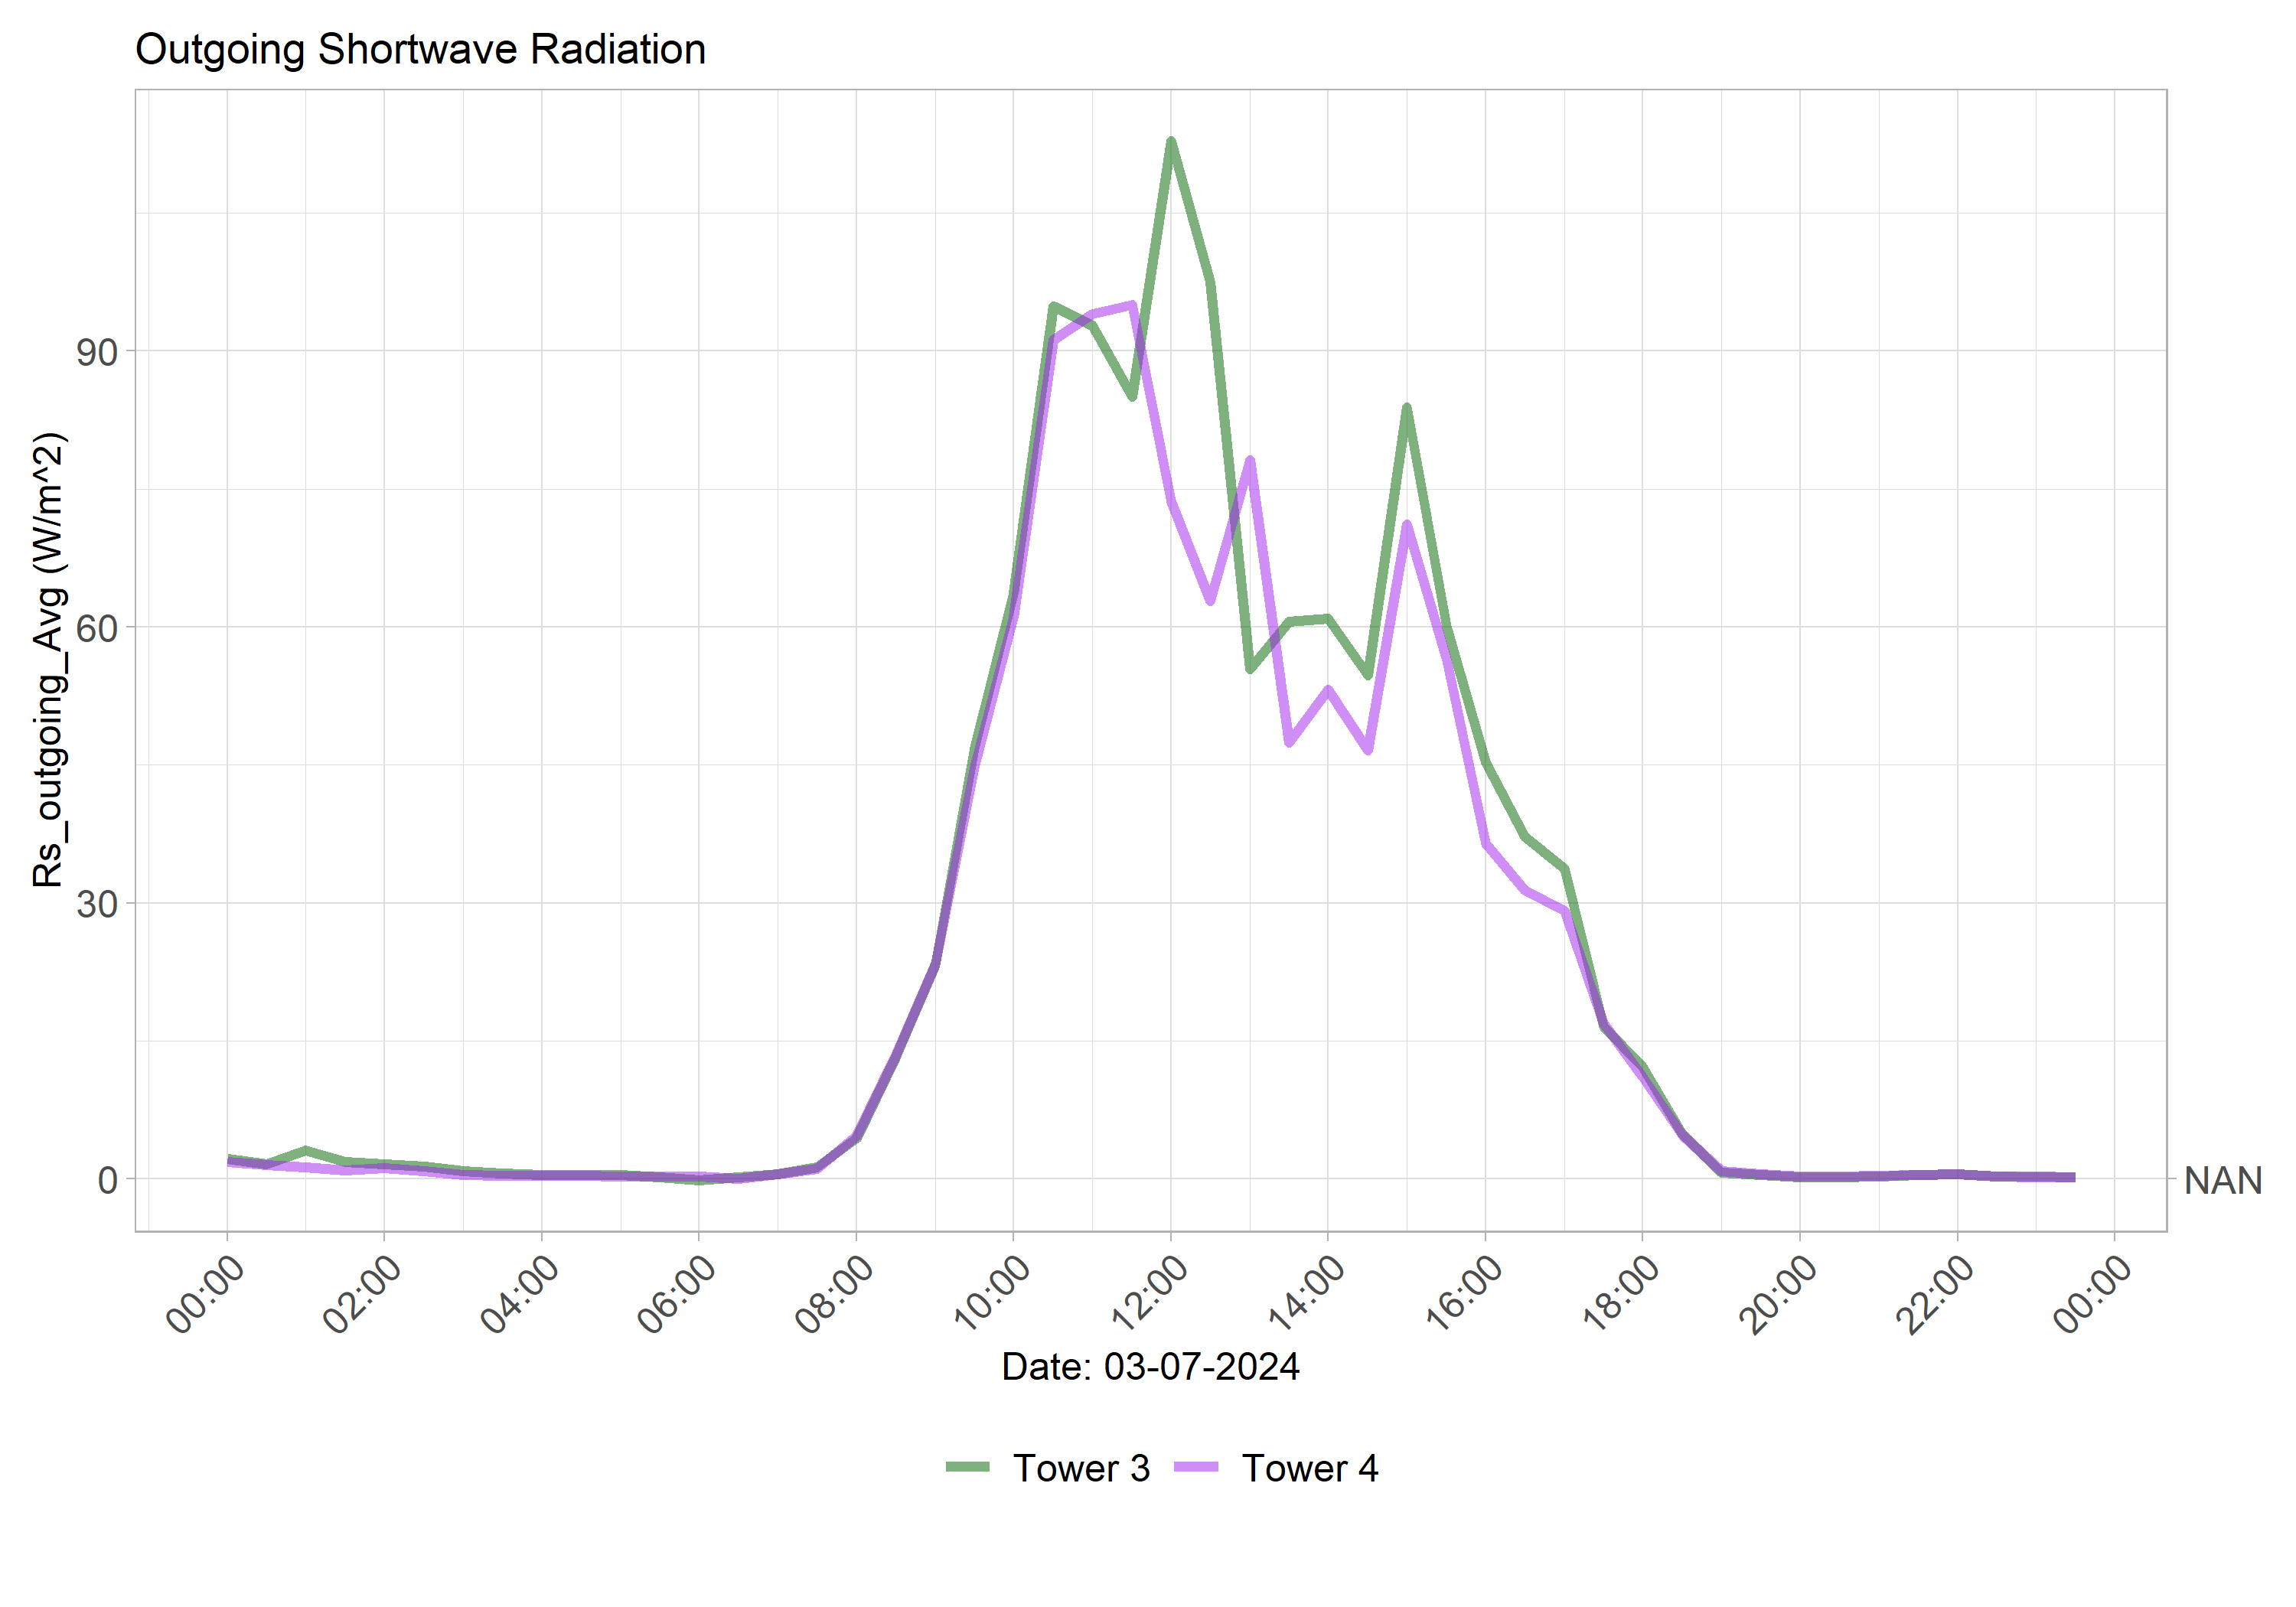 Outgoing Shortwave Radiation
Rs_outgoing_Avg (W/m^2)
90
60
30
0
NAN
00:00
02:00
04:00
06:00
08:00
10:00
12:00
14:00
16:00
18:00
20:00
22:00
00:00
Date: 03-07-2024
Tower 3
Tower 4